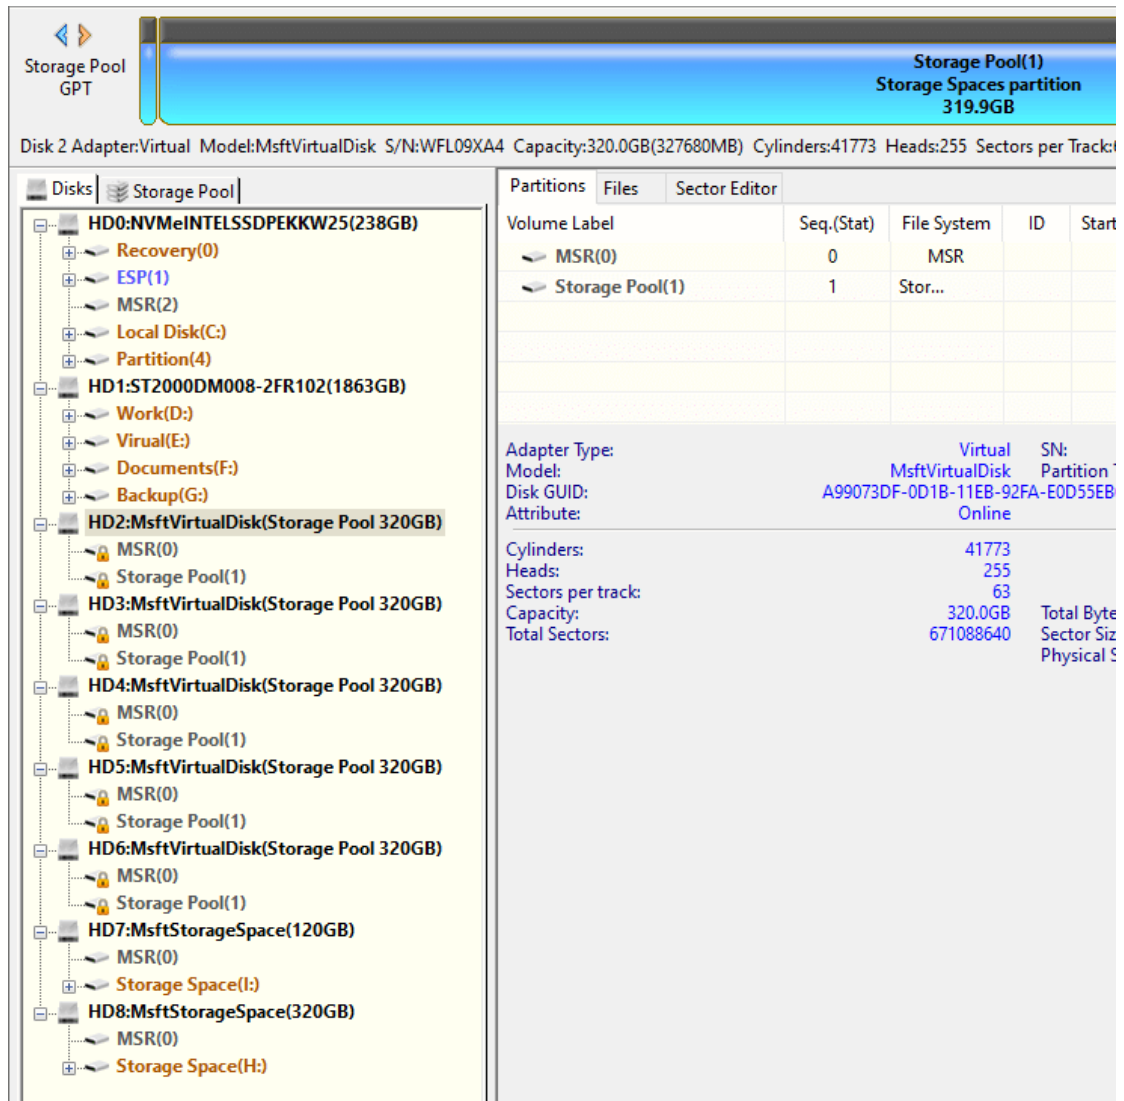 Storage Pool
GPT
Storage Pool(1)
Storage Spaces partition
319.9GB
Disk 2 Adapter:Virtual Model:MsftVirtualDisk S/N:WFL09XA4 Capacity:320.0GB(327680MB) Cylinders:41773 Heads:255 Sectors per Track:
Disks Storage Pool
HD0:NVMeINTELSSDPEKKW25(238GB)
Recovery(0)
ESP(1)
MSR(2)
Local Disk(C:)
Partition(4)
HD1:ST2000DM008-2FR102(1863GB)
Work(D:)
Virual(E:)
Documents(F:)
Backup(G:)
HD2:MsftVirtualDisk(Storage Pool 320GB)
MSR(0)
Storage Pool(1)
HD3:MsftVirtualDisk(Storage Pool 320GB)
MSR(0)
Storage Pool(1)
HD4:MsftVirtualDisk(Storage Pool 320GB)
MSR(0)
Storage Pool(1)
HD5:MsftVirtualDisk(Storage Pool 320GB)
MSR(0)
Storage Pool(1)
HD6:MsftVirtualDisk(Storage Pool 320GB)
MSR(0)
Storage Pool(1)
HD7:MsftStorageSpace(120GB)
MSR(0)
Storage Space(I:)
HD8:MsftStorageSpace(320GB)
MSR(0)
Storage Space(H:)
Partitions Files Sector Editor
Volume Label Seq.(Stat) File System ID Start
MSR(0) 0 MSR
Storage Pool(1) 1 Stor...
Adapter Type: Virtual SN:
Model: MsftVirtualDisk Partition
Disk GUID: A99073DF-0D1B-11EB-92FA-E0D55EB
Attribute: Online
Cylinders: 41773
Heads: 255
Sectors per track: 63
Capacity: 320.0GB Total Byte
Total Sectors: 671088640 Sector Siz
Physical